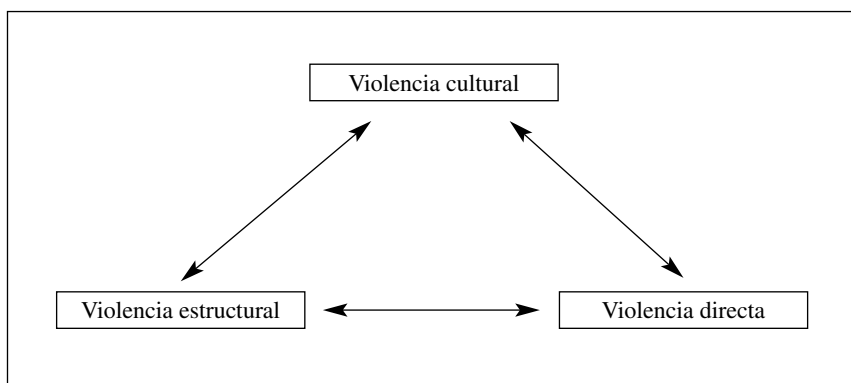 Violencia cultural
Violencia estructural
Violencia directa